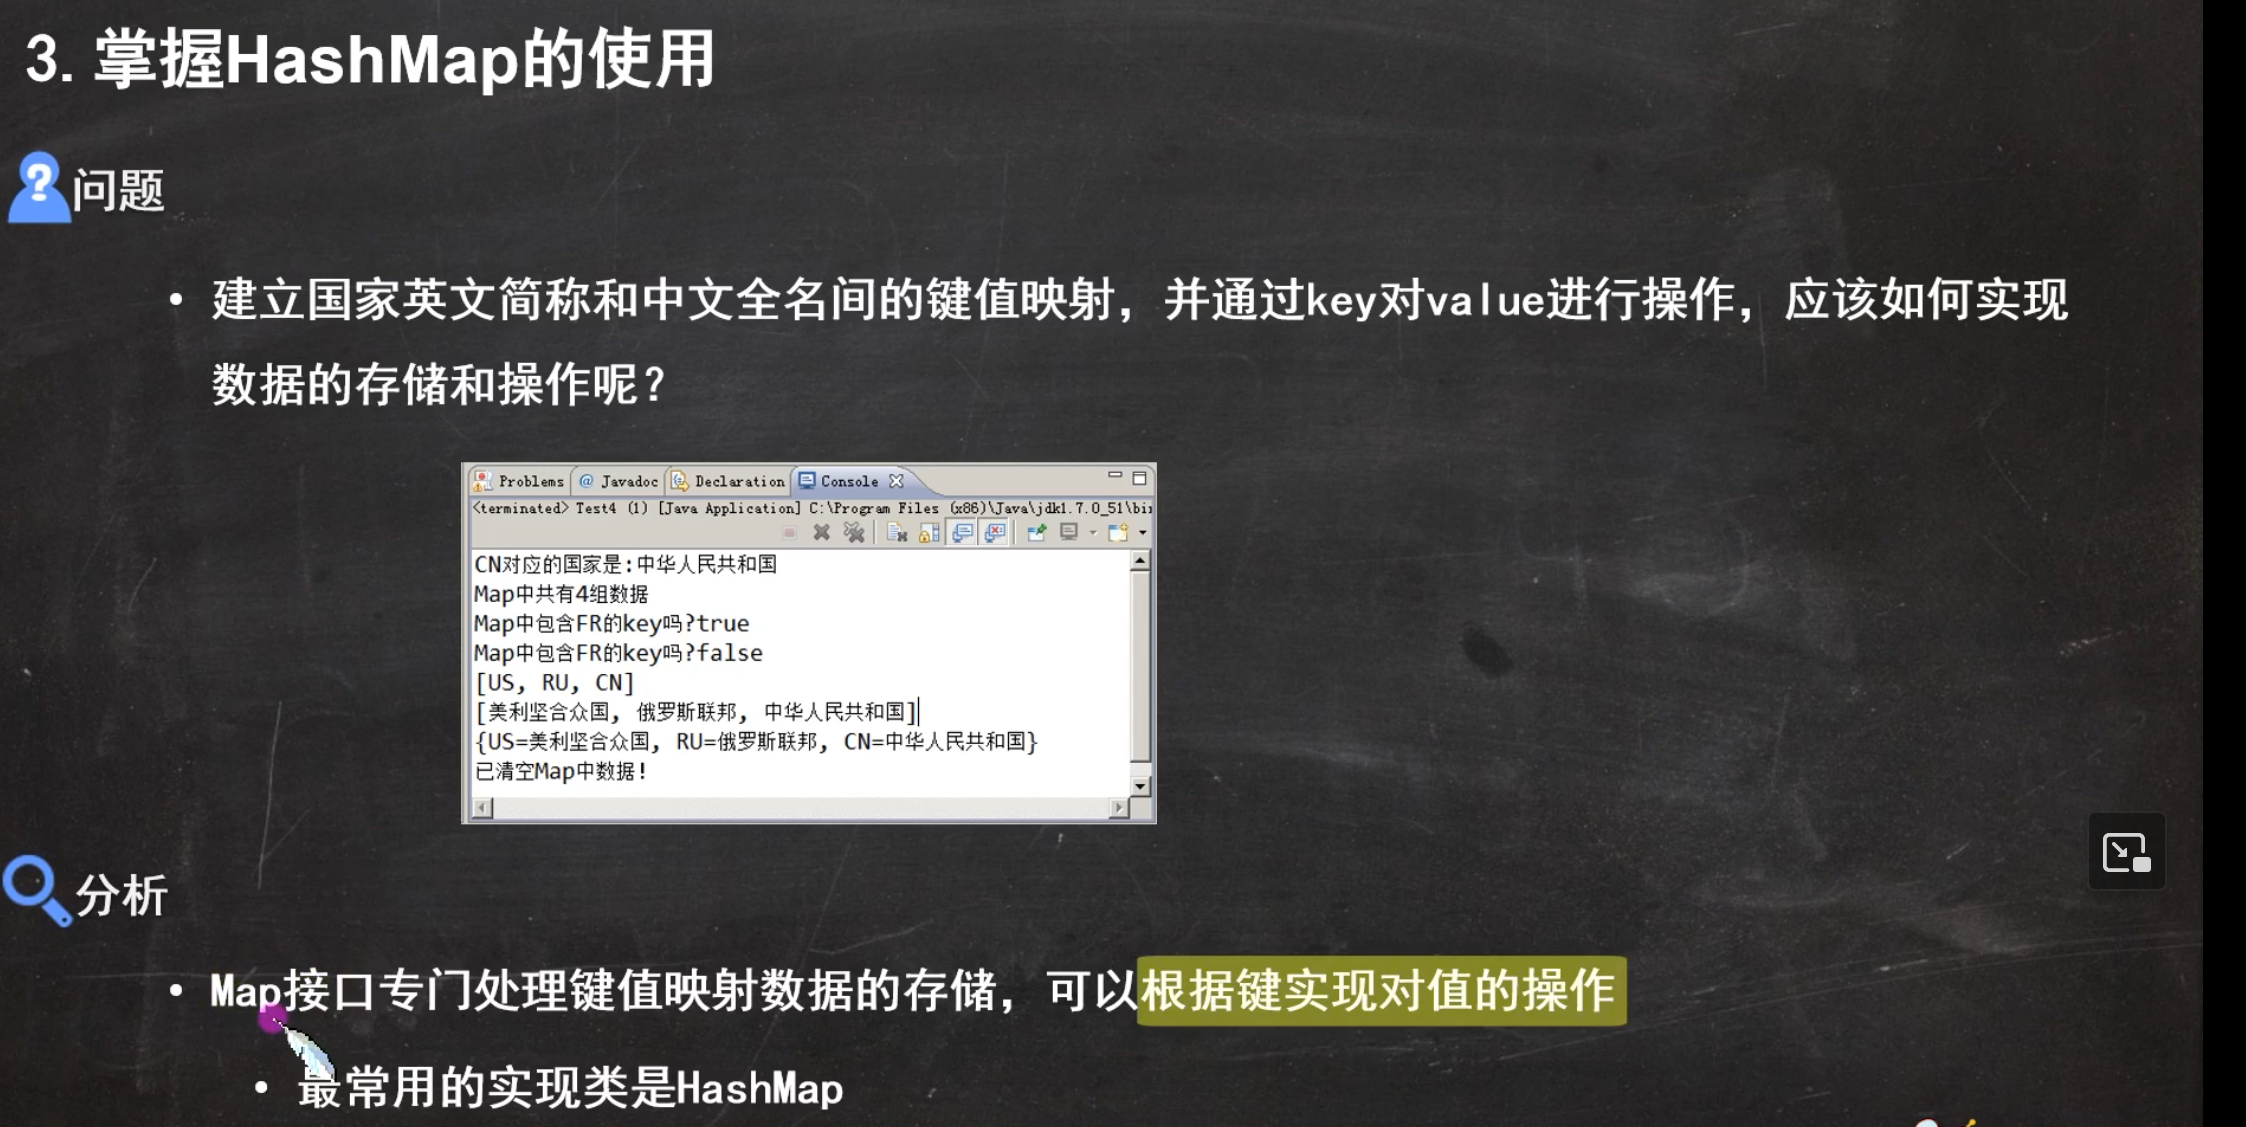 3. 掌握HashMap的使用
问题
• 建立国家英文简称和中文全名间的键值映射，并通过key对value进行操作，应该如何实现
数据的存储和操作呢？
Problems @ Javadoc Declaration Console
<terminated> Test4 (1) [Java Application] C:\Program Files (x86)\Java\jdk1.7.0_51\bi
CN对应的国家是:中华人民共和国
Map中共有4组数据
Map中包含FR的key吗?true
Map中包含FR的key吗?false
[US, RU, CN]
[美利坚合众国, 俄罗斯联邦, 中华人民共和国]
{US=美利坚合众国, RU=俄罗斯联邦, CN=中华人民共和国}
已清空Map中数据!
分析
• Map接口专门处理键值映射数据的存储，可以根据键实现对值的操作
• 最常用的实现类是HashMap